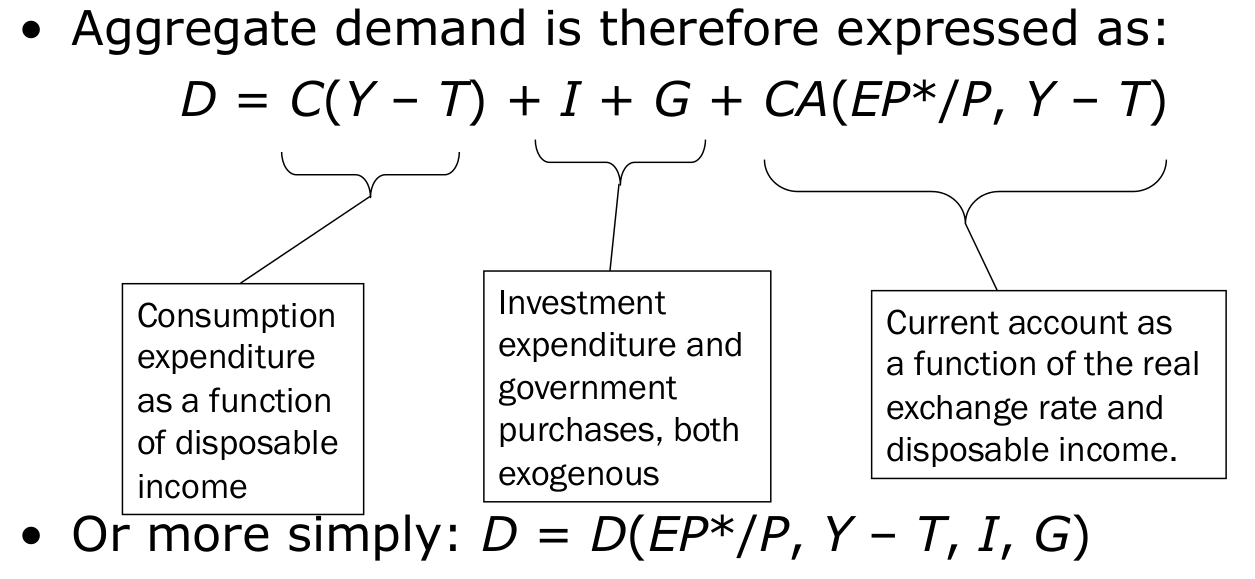 • Aggregate demand is therefore expressed as:
D = C(Y – T) + I + G + CA(EP*/P, Y – T)
Consumption
expenditure
as a function
of disposable
income
Investment
expenditure and
government
purchases, both
exogenous
Current account as
a function of the real
exchange rate and
disposable income.
• Or more simply: D = D(EP*/P, Y – T, I, G)